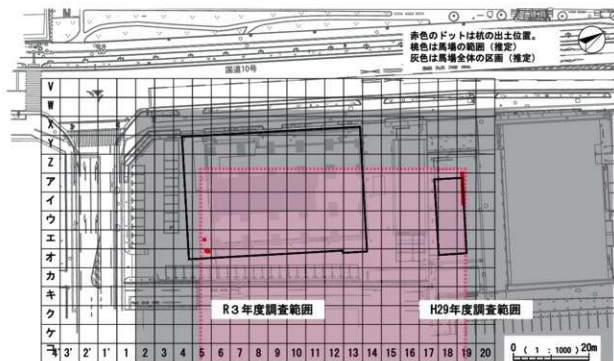 赤色のドットは杭の出土位置。
桃色は馬場の範囲（推定）
灰色は馬場全体の区画（推定）
国道10号
V
W
X
Y
Z
ア
イ
ウ
エ
オ
カ
キ
ク
ケ
コ
R３年度調査範囲
H29年度調査範囲
4' 3' 2' 1' 1 2 3 4 5 6 7 8 9 10 11 12 13 14 15 16 17 18 19 20
0 ( 1 : 1000 ) 20m